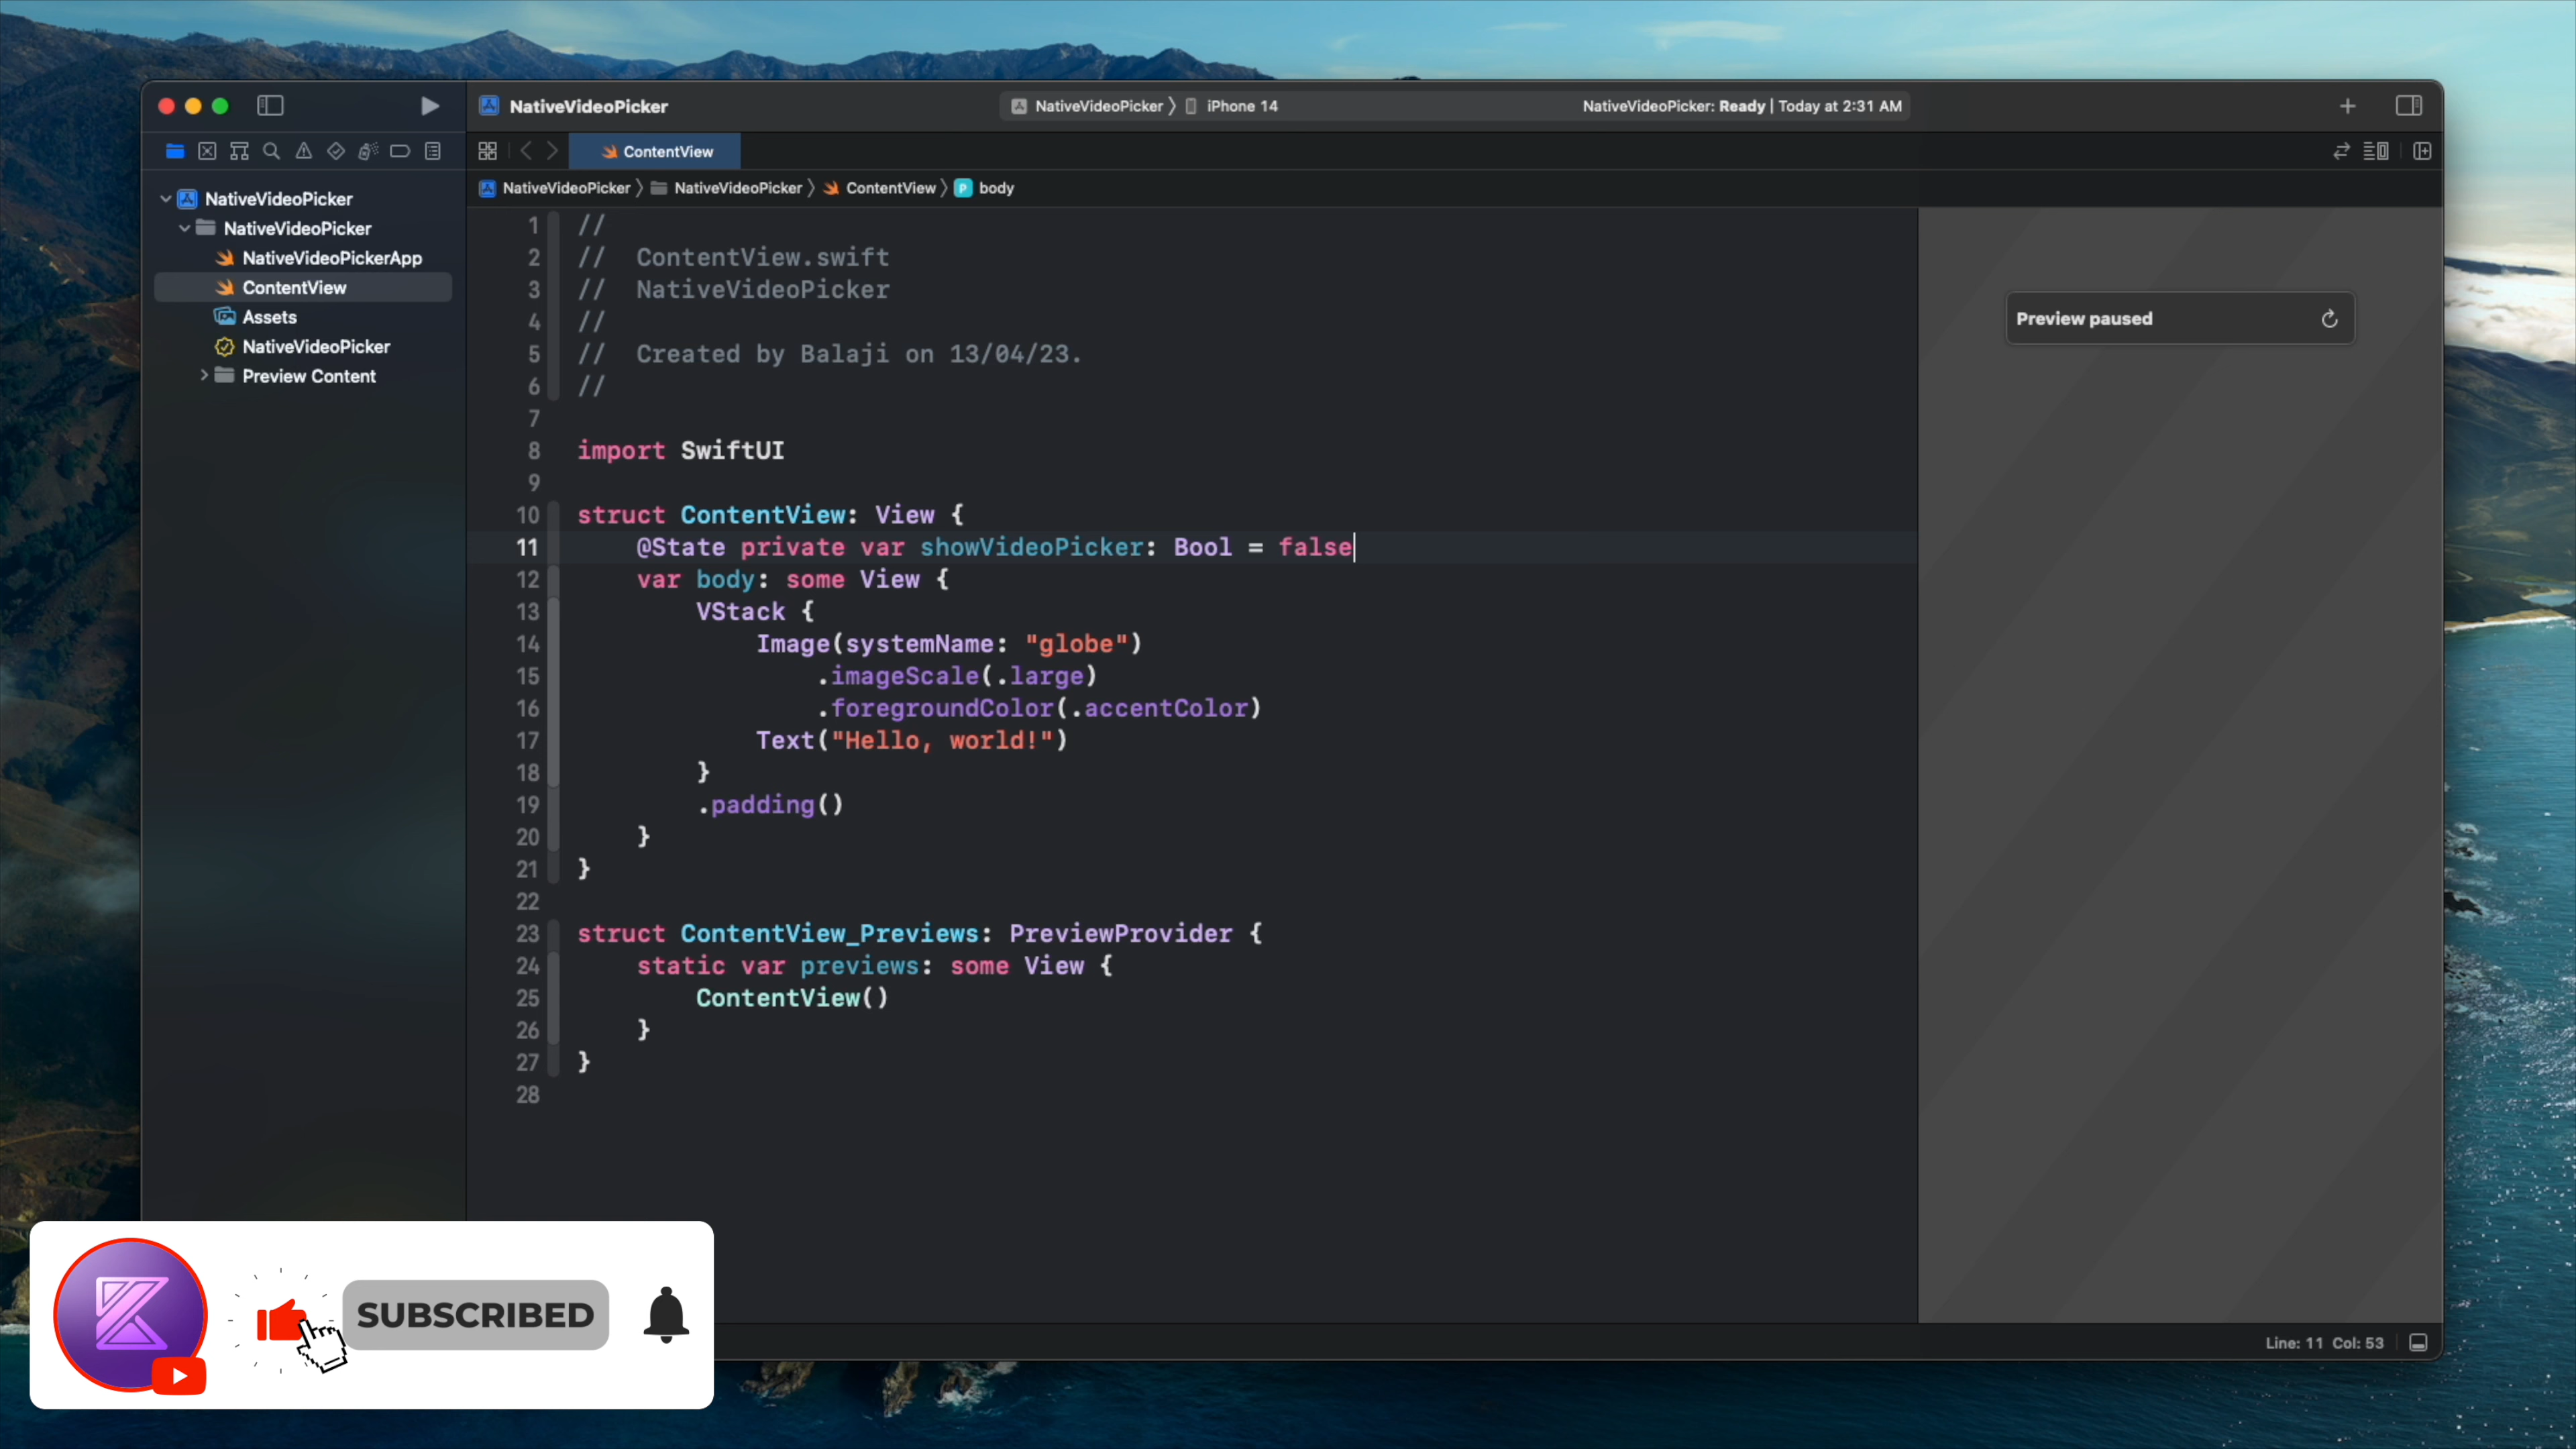 NativeVideoPicker
NativeVideoPicker 〉 iPhone 14
NativeVideoPicker: Ready | Today at 2:31 AM
ContentView
NativeVideoPicker 〉 NativeVideoPicker 〉 ContentView 〉 P body
NativeVideoPicker
NativeVideoPicker
NativeVideoPickerApp
ContentView
Assets
NativeVideoPicker
Preview Content
1 //
2 //  ContentView.swift
3 //  NativeVideoPicker
4 //
5 //  Created by Balaji on 13/04/23.
6 //
7
8 import SwiftUI
9
10 struct ContentView: View {
11     @State private var showVideoPicker: Bool = false
12     var body: some View {
13         VStack {
14             Image(systemName: "globe")
15                 .imageScale(.large)
16                 .foregroundColor(.accentColor)
17             Text("Hello, world!")
18         }
19         .padding()
20     }
21 }
22
23 struct ContentView_Previews: PreviewProvider {
24     static var previews: some View {
25         ContentView()
26     }
27 }
28
Preview paused
SUBSCRIBED
Line: 11 Col: 53